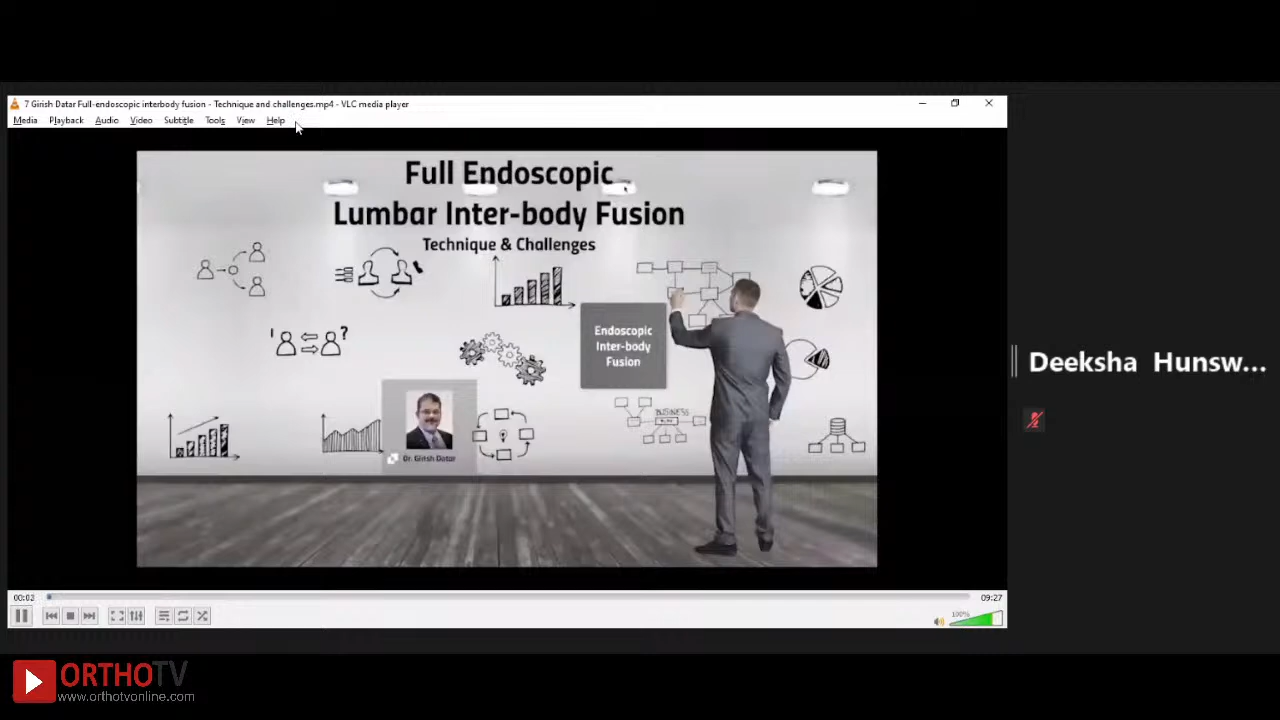 7 Girish Datar Full-endoscopic interbody fusion - Technique and challenges.mp4 - VLC media player
Media Playback Audio Video Subtitle Tools View Help
Full Endoscopic
Lumbar Inter-body Fusion
Technique & Challenges
?
Endoscopic
Inter-body
Fusion
BUSINESS
Dr. Girish Datar
Deeksha Hunsw...
00:02
09:27
100%
ORTHOTV
www.orthotvonline.com